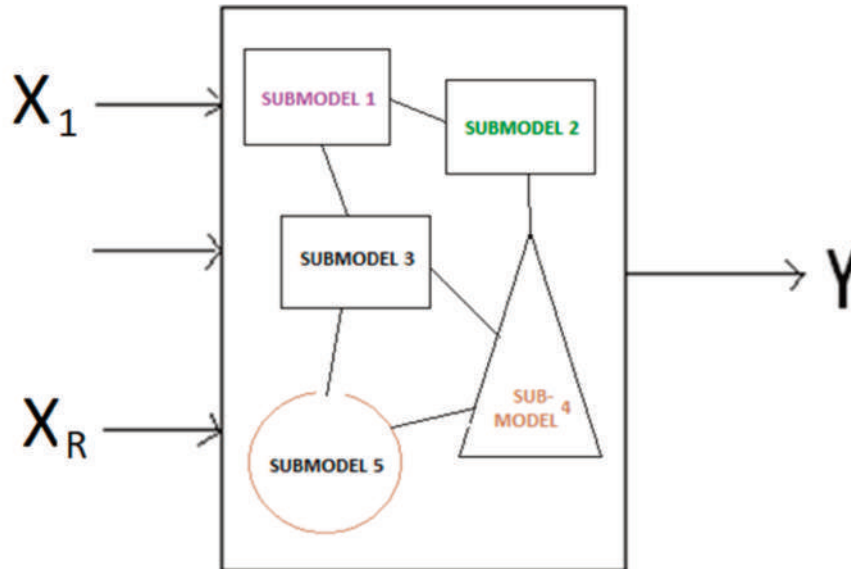 X1
SUBMODEL 1
SUBMODEL 2
SUBMODEL 3
Y
SUB-
MODEL 4
XR
SUBMODEL 5